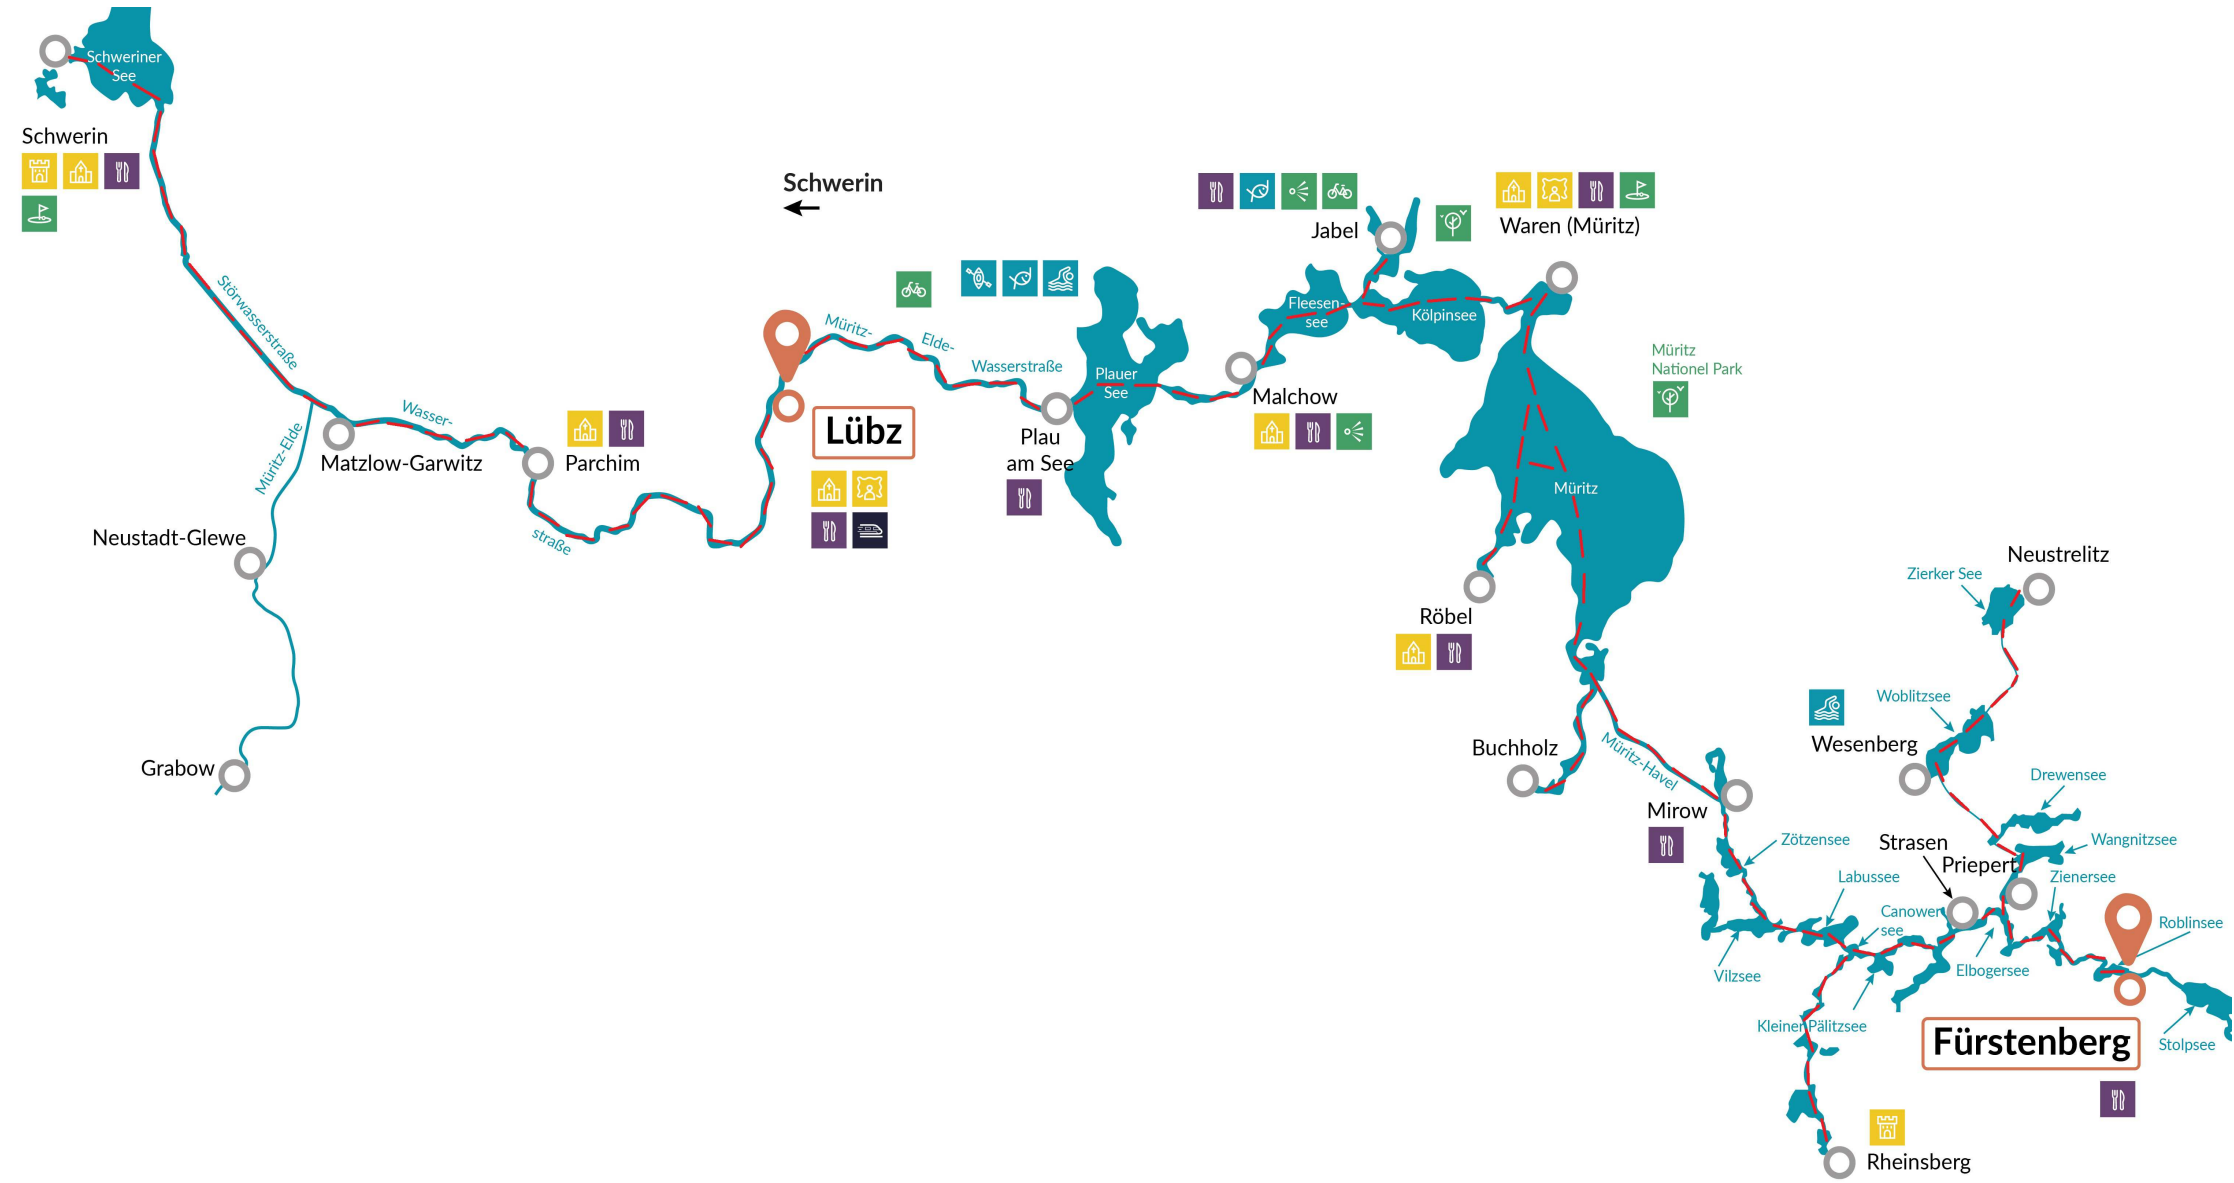 Schweriner
See
Schwerin
Störwasserstraße
Müritz-Elde
Wasser-
straße
Matzlow-Garwitz
Parchim
Neustadt-Glewe
Grabow
Schwerin
Müritz-
Elde-
Wasserstraße
Lübz
Plau
am See
Plauer
See
Malchow
Fleesen-
see
Jabel
Kölpinsee
Waren (Müritz)
Müritz
Nationel Park
Müritz
Röbel
Buchholz
Müritz-Havel
Mirow
Zötzensee
Vilzsee
Labussee
Canower
see
Kleiner Pälitzsee
Rheinsberg
Strasen
Priepert
Elbogersee
Zienersee
Wangnitzsee
Drewensee
Wesenberg
Woblitzsee
Zierker See
Neustrelitz
Roblinsee
Fürstenberg
Stolpsee